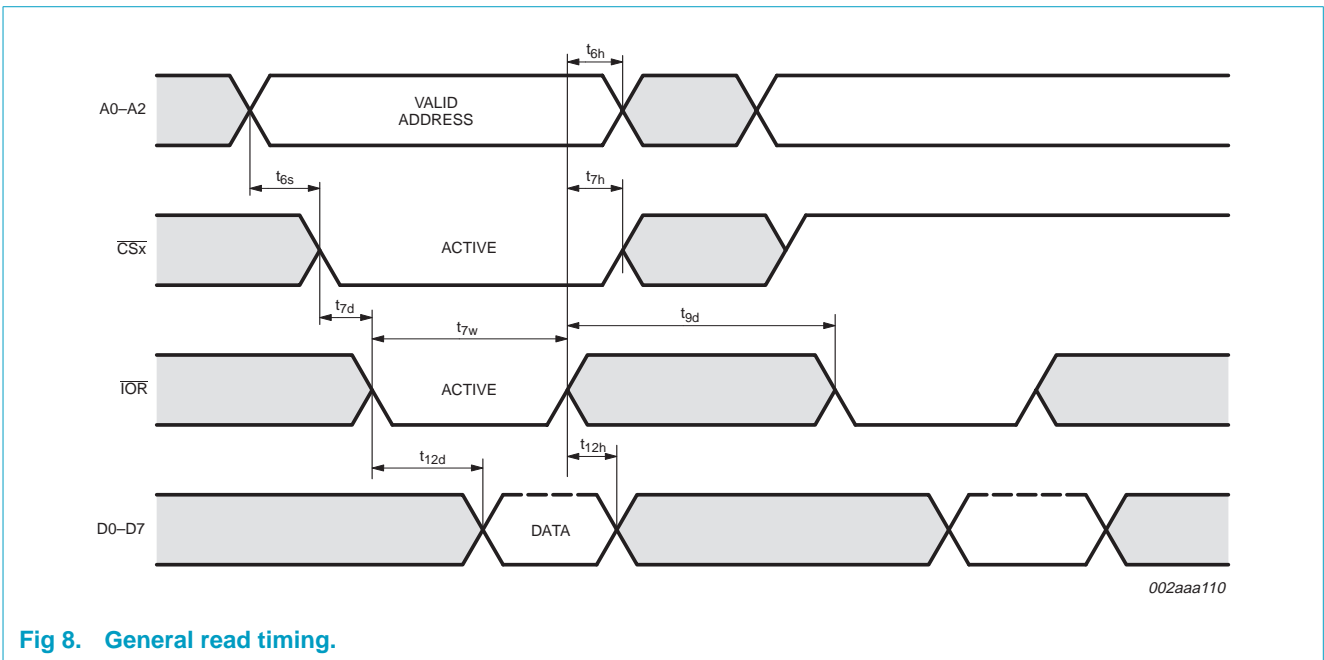 t6h
A0–A2
VALID
ADDRESS
t6s
t7h
CSx
ACTIVE
t7d
t7w
t9d
IOR
ACTIVE
t12d
t12h
D0–D7
DATA
002aaa110
Fig 8. General read timing.